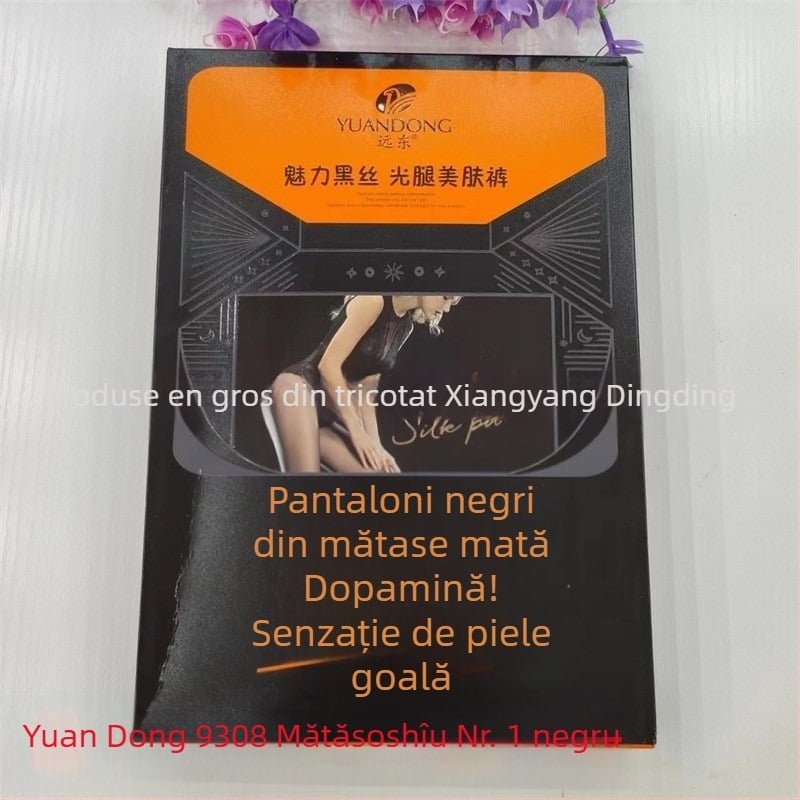 YUANDONG
远东
魅力黑丝 光腿美肤裤
oduse en gros din tricotat Xiangyang Dingding
Silk
Pantaloni negri
din mătase mată
Dopamină!
Senzație de piele
goală
Yuan Dong 9308 Mătăsoshîu Nr. 1 negru